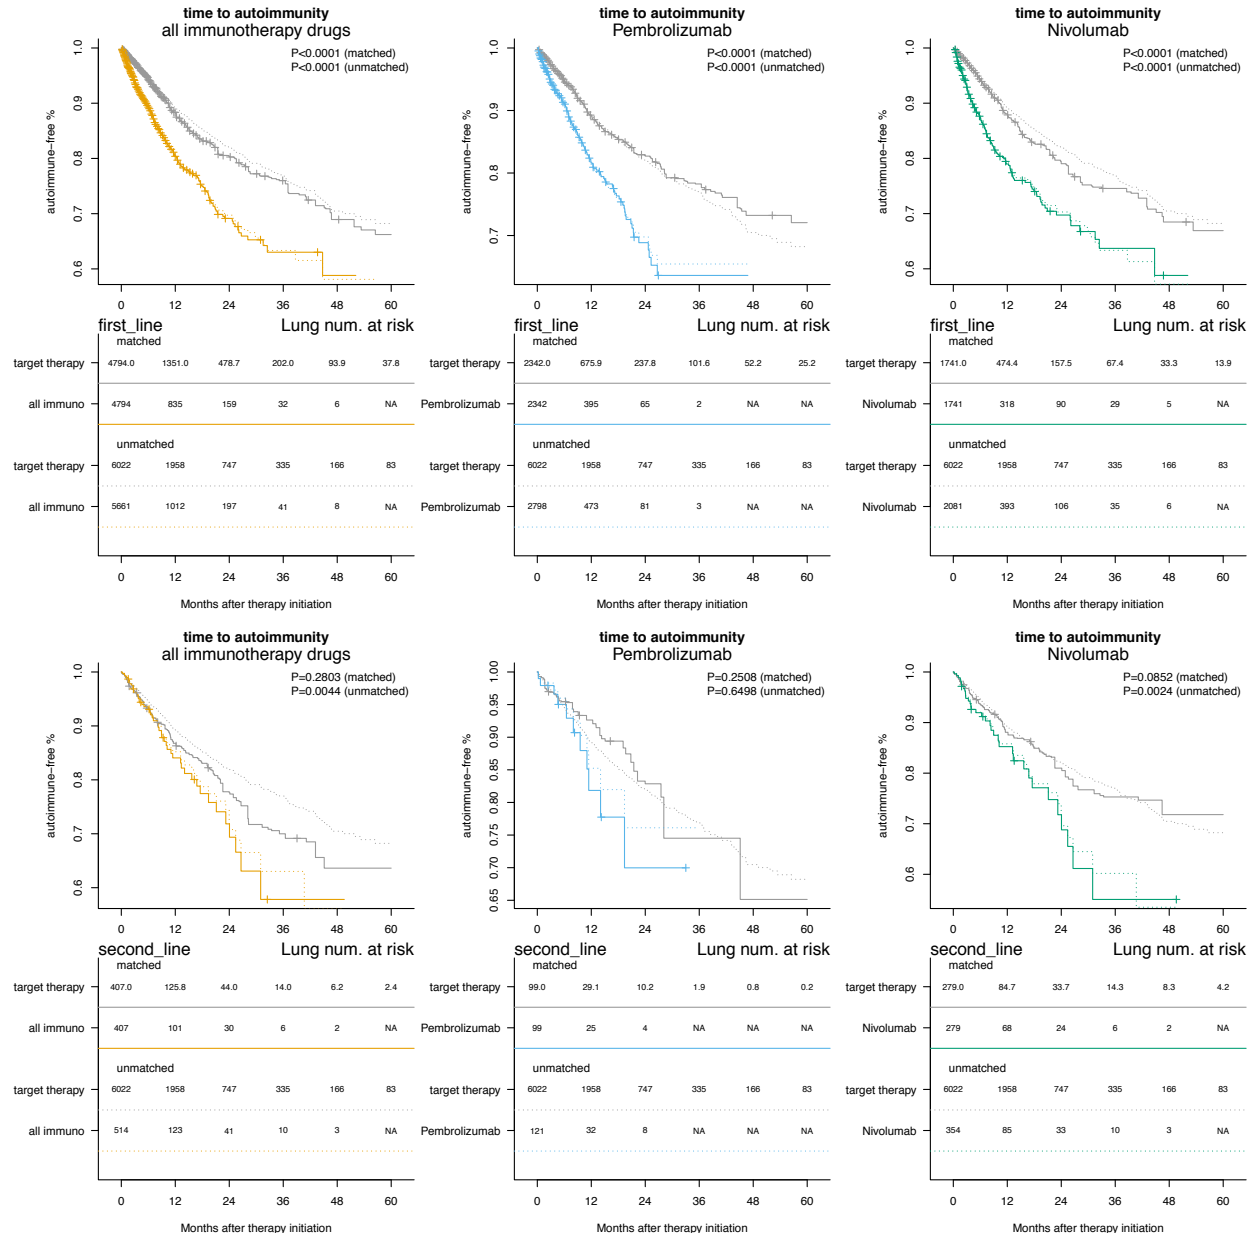 time to autoimmunity
all immunotherapy drugs
P<0.0001 (matched)
P<0.0001 (unmatched)
autoimmune−free %
1.0
0.9
0.8
0.7
0.6
0 12 24 36 48 60
first_line Lung num. at risk
matched
target therapy 4794.0 1351.0 478.7 202.0 93.9 37.8
all immuno 4794 835 159 32 6 NA
unmatched
target therapy 6022 1958 747 335 166 83
all immuno 5661 1012 197 41 8 NA
0 12 24 36 48 60
Months after therapy initiation
time to autoimmunity
Pembrolizumab
P<0.0001 (matched)
P<0.0001 (unmatched)
autoimmune−free %
1.0
0.9
0.8
0.7
0 12 24 36 48 60
first_line Lung num. at risk
matched
target therapy 2342.0 675.9 237.8 101.6 52.2 25.2
Pembrolizumab 2342 395 65 2 NA NA
unmatched
target therapy 6022 1958 747 335 166 83
Pembrolizumab 2798 473 81 3 NA NA
0 12 24 36 48 60
Months after therapy initiation
time to autoimmunity
Nivolumab
P<0.0001 (matched)
P<0.0001 (unmatched)
autoimmune−free %
1.0
0.9
0.8
0.7
0.6
0 12 24 36 48 60
first_line Lung num. at risk
matched
target therapy 1741.0 474.4 157.5 67.4 33.3 13.9
Nivolumab 1741 318 90 29 5 NA
unmatched
target therapy 6022 1958 747 335 166 83
Nivolumab 2081 393 106 35 6 NA
0 12 24 36 48 60
Months after therapy initiation
time to autoimmunity
all immunotherapy drugs
P=0.2803 (matched)
P=0.0044 (unmatched)
autoimmune−free %
1.0
0.9
0.8
0.7
0.6
0 12 24 36 48 60
second_line Lung num. at risk
matched
target therapy 407.0 125.8 44.0 14.0 6.2 2.4
all immuno 407 101 30 6 2 NA
unmatched
target therapy 6022 1958 747 335 166 83
all immuno 514 123 41 10 3 NA
0 12 24 36 48 60
Months after therapy initiation
time to autoimmunity
Pembrolizumab
P=0.2508 (matched)
P=0.6498 (unmatched)
autoimmune−free %
1.00
0.95
0.90
0.85
0.80
0.75
0.70
0.65
0 12 24 36 48 60
second_line Lung num. at risk
matched
target therapy 99.0 29.1 10.2 1.9 0.8 0.2
Pembrolizumab 99 25 4 NA NA NA
unmatched
target therapy 6022 1958 747 335 166 83
Pembrolizumab 121 32 8 NA NA NA
0 12 24 36 48 60
Months after therapy initiation
time to autoimmunity
Nivolumab
P=0.0852 (matched)
P=0.0024 (unmatched)
autoimmune−free %
1.0
0.9
0.8
0.7
0.6
0 12 24 36 48 60
second_line Lung num. at risk
matched
target therapy 279.0 84.7 33.7 14.3 8.3 4.2
Nivolumab 279 68 24 6 2 NA
unmatched
target therapy 6022 1958 747 335 166 83
Nivolumab 354 85 33 10 3 NA
0 12 24 36 48 60
Months after therapy initiation